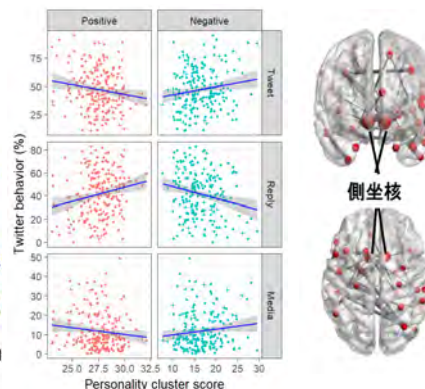 Positive Negative
Twitter behavior (%)
75
50
25
Tweet
80
60
40
20
0
Reply
50
40
30
20
10
0
Media
25.0 27.5 30.0 32.5 10 15 20 25 30
Personality cluster score
側坐核